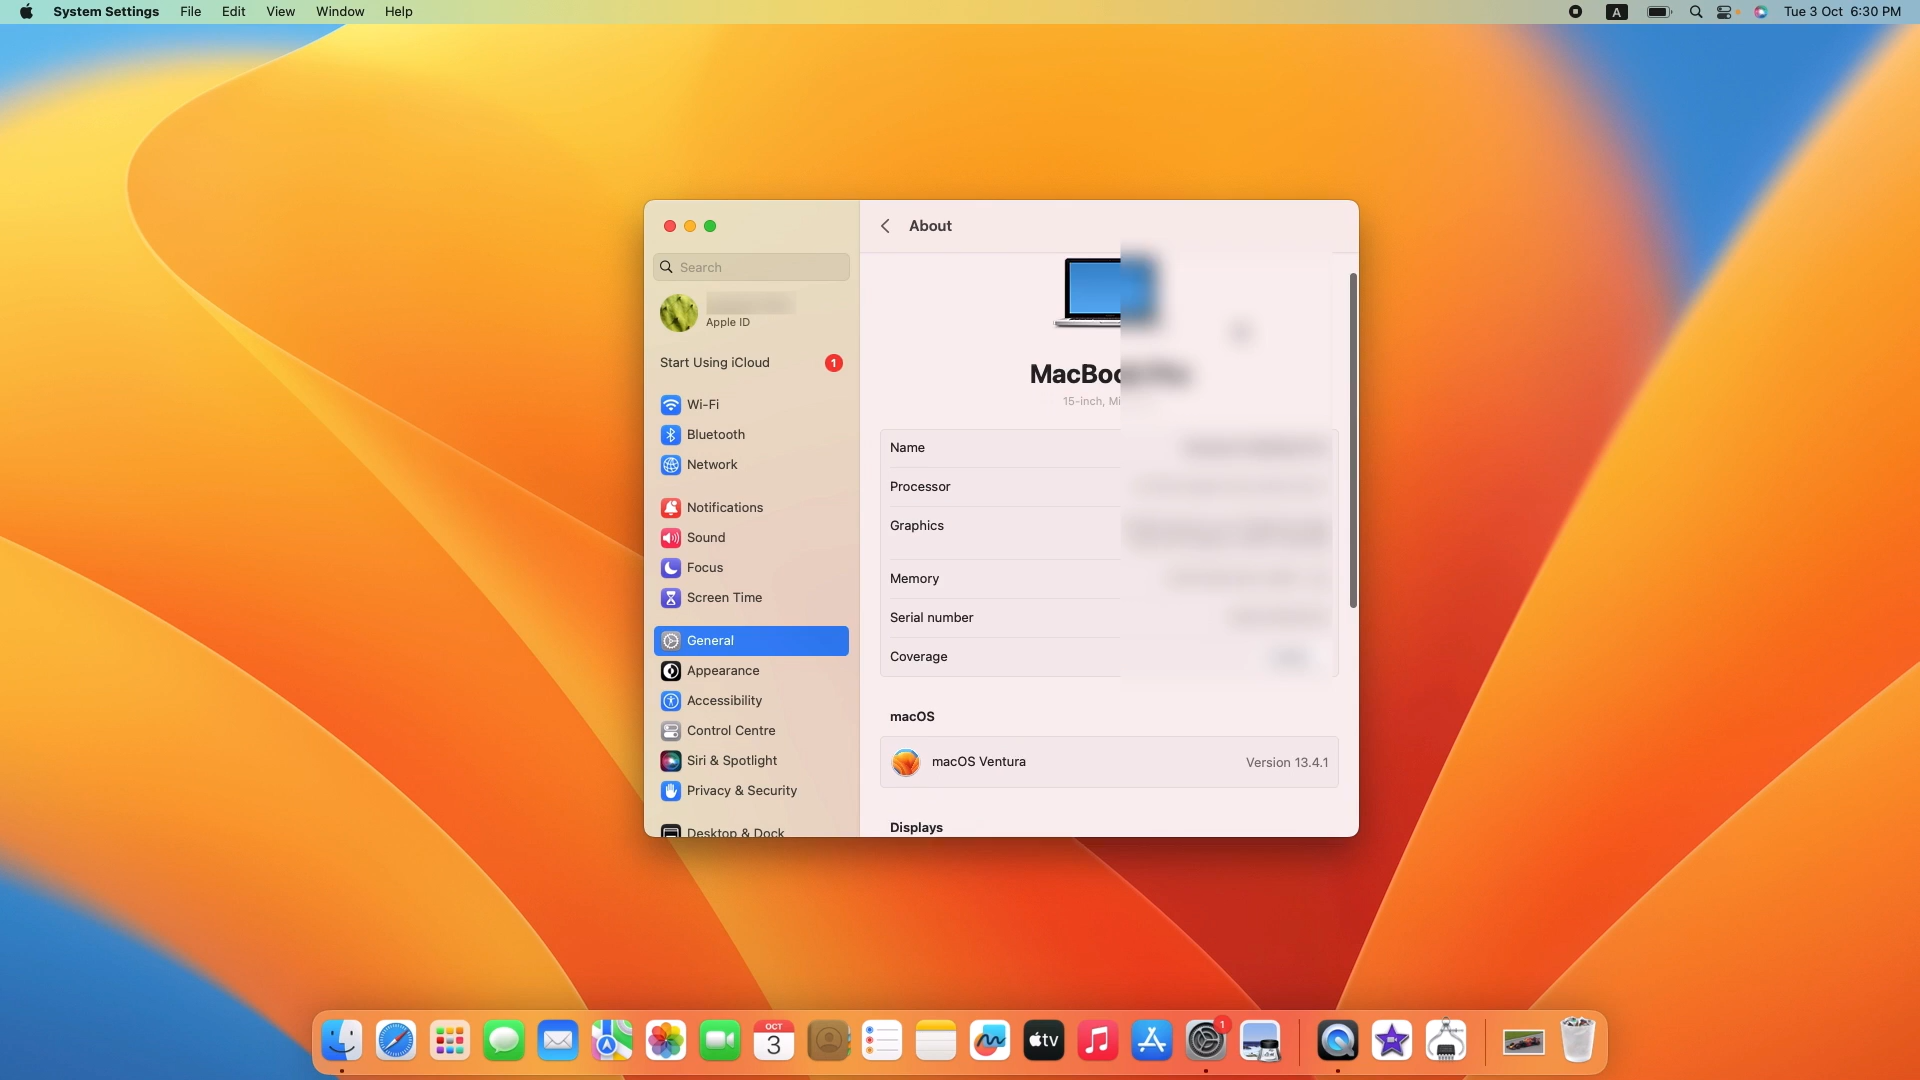 System Settings File Edit View Window Help
A Tue 3 Oct 6:30 PM
About
Search
Apple ID
Start Using iCloud 1
Wi-Fi
Bluetooth
Network
Notifications
Sound
Focus
Screen Time
General
Appearance
Accessibility
Control Centre
Siri & Spotlight
Privacy & Security
Desktop & Dock
15-inch,
Name
Processor
Graphics
Memory
Serial number
Coverage
macOS
macOS Ventura Version 13.4.1
Displays
OCT
3
tv
1